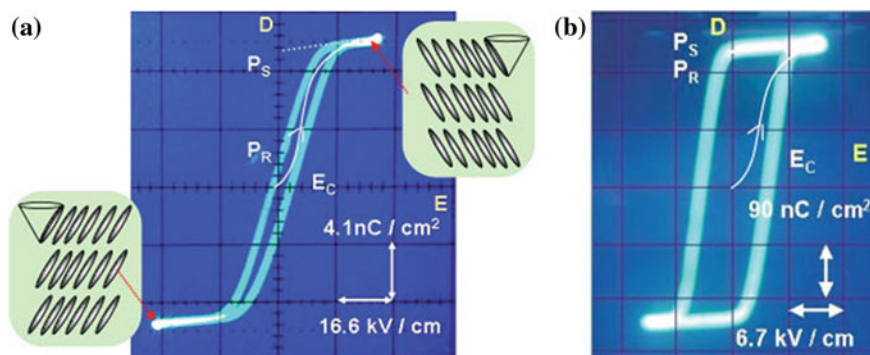 (a)
D
P_S
P_R
E_C
E
4.1nC / cm²
16.6 kV / cm
(b)
D
P_S
P_R
E_C
E
90 nC / cm²
6.7 kV / cm